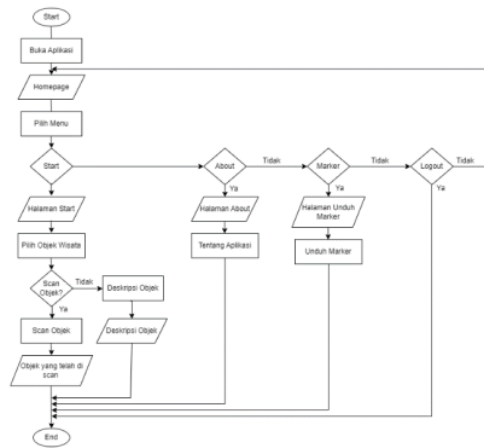 Start
Buka Aplikasi
Homepage
Pilih Menu
Start
About
Tidak
Marker
Tidak
Logout
Tidak
Ya
Ya
Ya
Halaman Start
Halaman About
Halaman Unduh
Marker
Pilih Objek Wisata
Tentang Aplikasi
Unduh Marker
Scan
Objek?
Tidak
Deskripsi Objek
Ya
Scan Objek
Deskripsi Objek
Objek yang telah di
scan
End